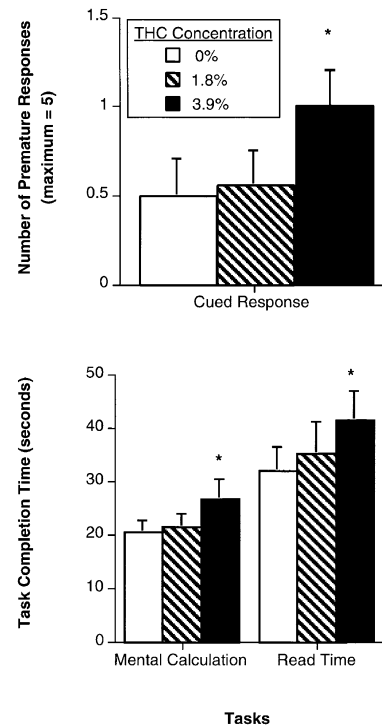 Number of Premature Responses
(maximum = 5)
1.5
1
0.5
0
THC Concentration
0%
1.8%
3.9%
*
Cued Response
Task Completion Time (seconds)
50
40
30
20
10
0
*
*
Mental Calculation
Read Time
Tasks